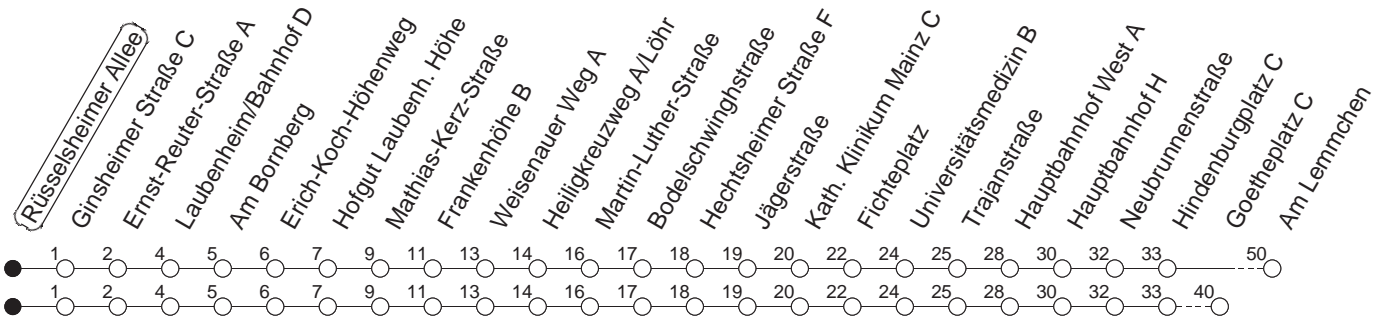 Rüsselsheimer Allee
Ginsheimer Straße C
Ernst-Reuter-Straße A
Laubenheim/Bahnhof D
Am Bornberg
Erich-Koch-Höhenweg
Hofgut Laubenh. Höhe
Mathias-Kerz-Straße
Frankenhöhe B
Weisenauer Weg A
Heiligkreuzweg A/Löhr
Martin-Luther-Straße
Bodelschwinghstraße
Hechtsheimer Straße F
Jägerstraße
Kath. Klinikum Mainz C
Fichteplatz
Universitätsmedizin B
Trajanstraße
Hauptbahnhof West A
Hauptbahnhof H
Neubrunnenstraße
Hindenburgplatz C
Goetheplatz C
Am Lemmchen
1 2 4 5 6 7 9 11 13 14 16 17 18 19 20 22 24 25 28 30 32 33 50
1 2 4 5 6 7 9 11 13 14 16 17 18 19 20 22 24 25 28 30 32 33 40